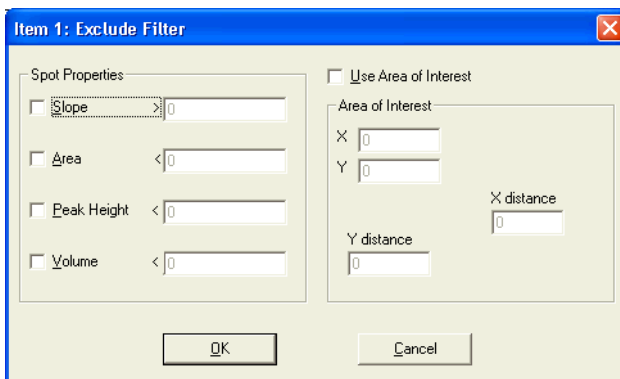 Item 1: Exclude Filter
Spot Properties
Slope > 0
Area < 0
Peak Height < 0
Volume < 0
Use Area of Interest
Area of Interest
X 0
Y 0
X distance
0
Y distance
0
OK
Cancel